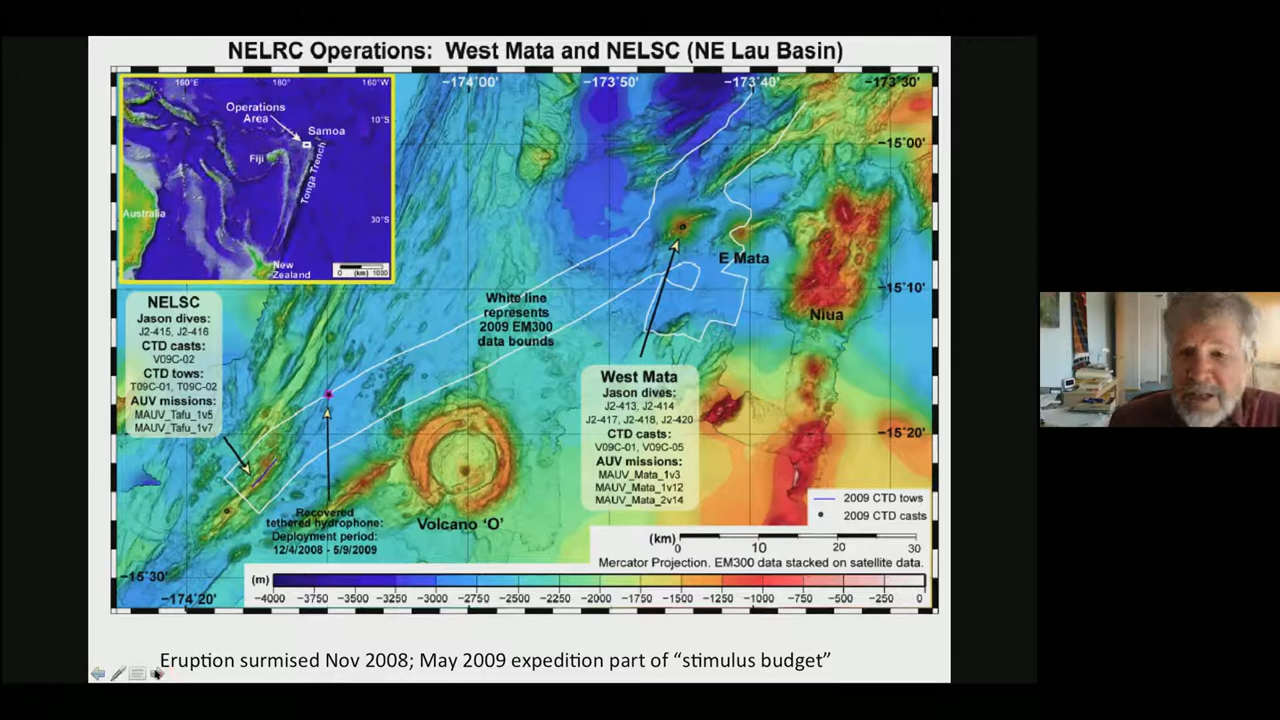 NELRC Operations:  West Mata and NELSC (NE Lau Basin)
160°E
180°
160°W
−174°00'
−173°50'
−173°40'
−173°30'
Operations
Area
10°S
Samoa
Fiji
Tonga Trench
−15°00'
Australia
30°S
New
Zealand
0 (km) 1000
E Mata
−15°10'
NELSC
Jason dives:
J2-415, J2-416
CTD casts:
V09C-02
CTD tows:
T09C-01, T09C-02
AUV missions:
MAUV_Tafu_1v5
MAUV_Tafu_1v7
White line
represents
2009 EM300
data bounds
Niua
West Mata
Jason dives:
J2-413, J2-414
J2-417, J2-418, J2-420
CTD casts:
V09C-01, V09C-05
AUV missions:
MAUV_Mata_1v3
MAUV_Mata_1v12
MAUV_Mata_2v14
−15°20'
Recovered
tethered hydrophone:
Deployment period:
12/4/2008 - 5/9/2009
Volcano 'O'
2009 CTD tows
2009 CTD casts
(km) 0 10 20 30
Mercator Projection. EM300 data stacked on satellite data.
−15°30'
−174°20'
(m)
−4000 −3750 −3500 −3250 −3000 −2750 −2500 −2250 −2000 −1750 −1500 −1250 −1000 −750 −500 −250 0
Eruption surmised Nov 2008; May 2009 expedition part of “stimulus budget”